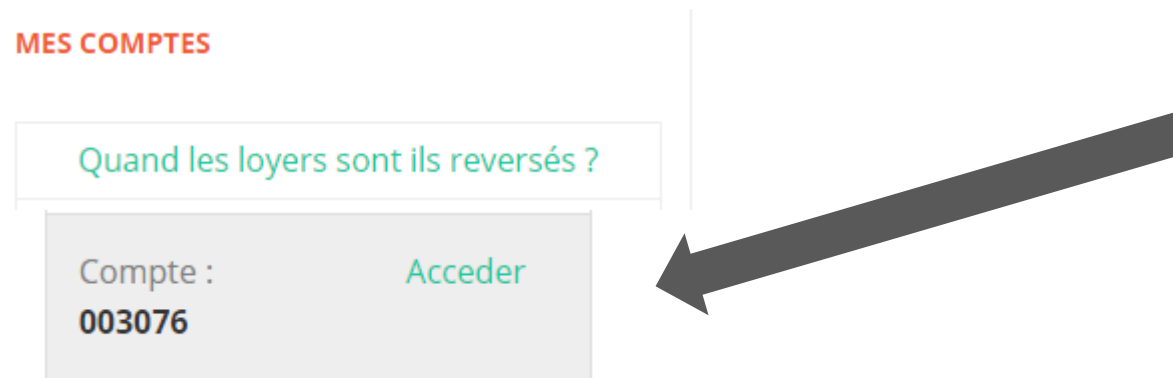 MES COMPTES
Quand les loyers sont ils reversés ?
Compte : Acceder
003076